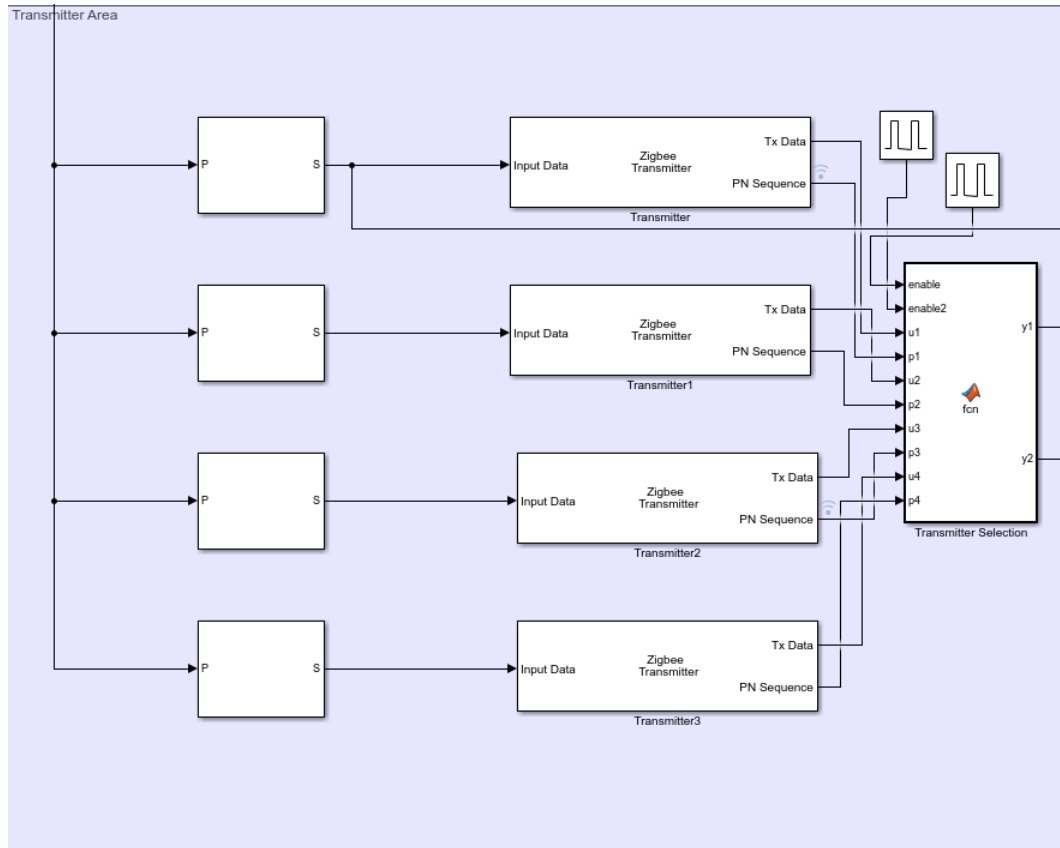 Transmitter Area
P
S
Input Data
Zigbee
Transmitter
Tx Data
PN Sequence
Transmitter
P
S
Input Data
Zigbee
Transmitter
Tx Data
PN Sequence
Transmitter1
P
S
Input Data
Zigbee
Transmitter
Tx Data
PN Sequence
Transmitter2
P
S
Input Data
Zigbee
Transmitter
Tx Data
PN Sequence
Transmitter3
enable
enable2
u1
p1
u2
p2
u3
p3
u4
p4
fcn
y1
y2
Transmitter Selection